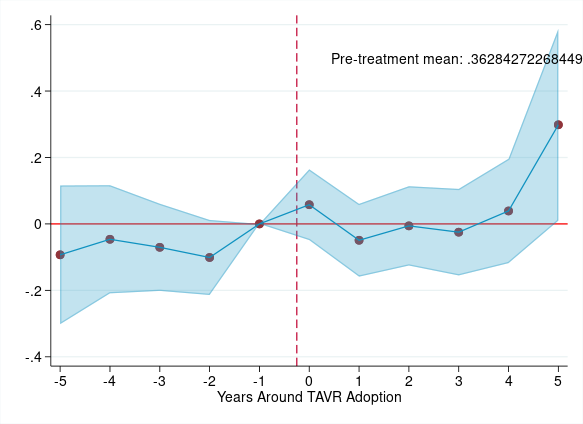 .6
Pre-treatment mean: .36284272268449
.4
.2
0
-.2
-.4
-5 -4 -3 -2 -1 0 1 2 3 4 5
Years Around TAVR Adoption